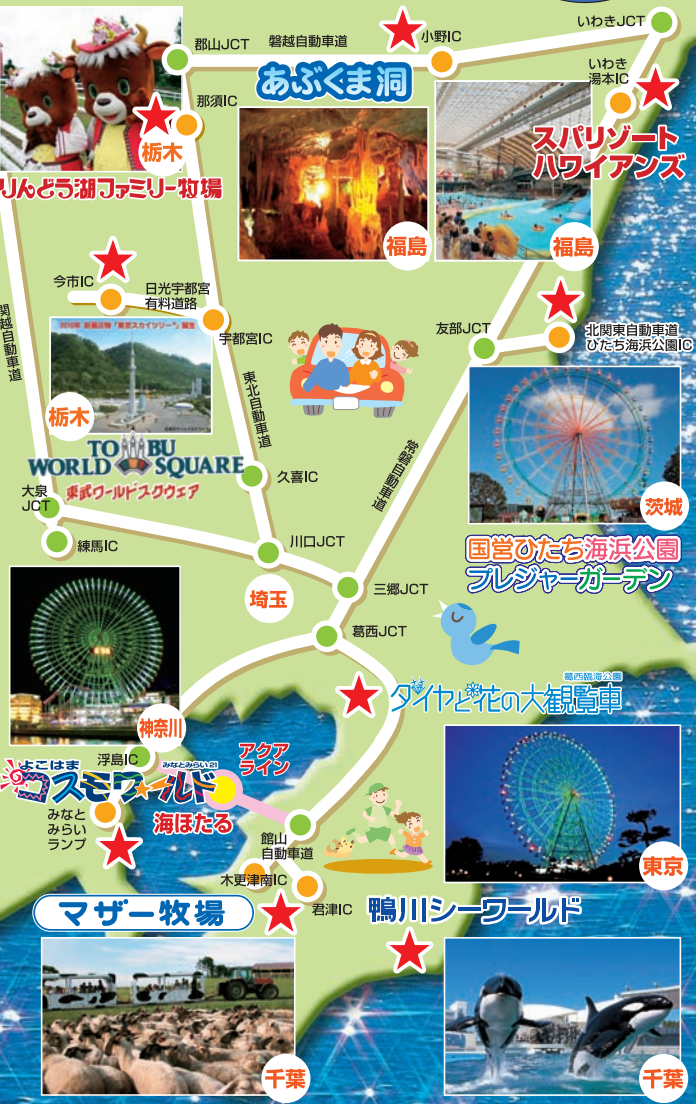 いわきJCT
郡山JCT
磐越自動車道
小野IC
あぶくま洞
いわき
湯本IC
那須IC
栃木
りんどう湖ファミリー牧場
スパリゾート
ハワイアンズ
福島
福島
今市IC
日光宇都宮
有料道路
宇都宮IC
関越自動車道
友部JCT
北関東自動車道
ひたち海浜公園IC
栃木
TOBU
WORLD SQUARE
東武ワールドスクウェア
東北自動車道
常磐自動車道
大泉
JCT
久喜IC
茨城
練馬IC
川口JCT
国営ひたち海浜公園
プレジャーガーデン
埼玉
三郷JCT
葛西JCT
葛西臨海公園
ダイヤと花の大観覧車
神奈川
浮島IC
アクア
ライン
よこはま
みなとみらい21
コスモワールド
海ほたる
みなと
みらい
ランプ
館山
自動車道
東京
木更津南IC
君津IC
マザー牧場
鴨川シーワールド
千葉
千葉